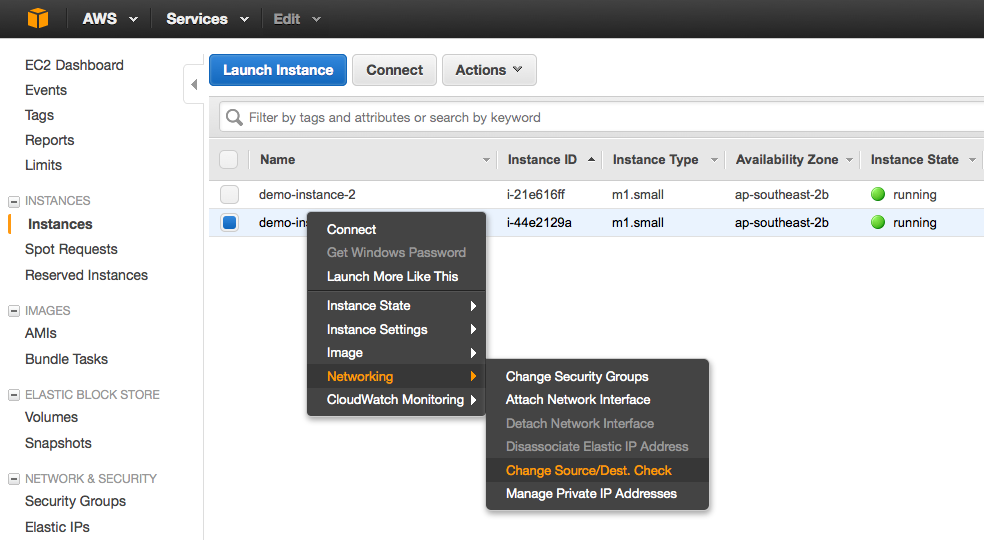 AWS Services Edit
EC2 Dashboard
Events
Tags
Reports
Limits
INSTANCES
Instances
Spot Requests
Reserved Instances
IMAGES
AMIs
Bundle Tasks
ELASTIC BLOCK STORE
Volumes
Snapshots
NETWORK & SECURITY
Security Groups
Elastic IPs
Launch Instance Connect Actions
Filter by tags and attributes or search by keyword
Name Instance ID Instance Type Availability Zone Instance State
demo-instance-2 i-21e616ff m1.small ap-southeast-2b running
demo-ins i-44e2129a m1.small ap-southeast-2b running
Connect
Get Windows Password
Launch More Like This
Instance State
Instance Settings
Image
Networking
CloudWatch Monitoring
Change Security Groups
Attach Network Interface
Detach Network Interface
Disassociate Elastic IP Address
Change Source/Dest. Check
Manage Private IP Addresses